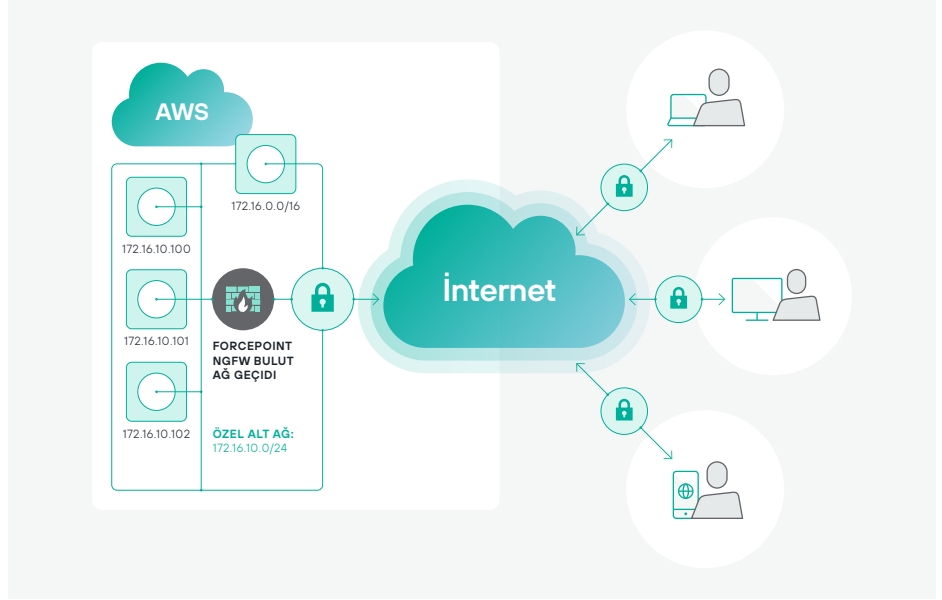 AWS
172.16.0.0/16
172.16.10.100
172.16.10.101
172.16.10.102
FORCEPOINT
NGFW BULUT
AĞ GEÇIDI
ÖZEL ALT AĞ:
172.16.10.0/24
İnternet